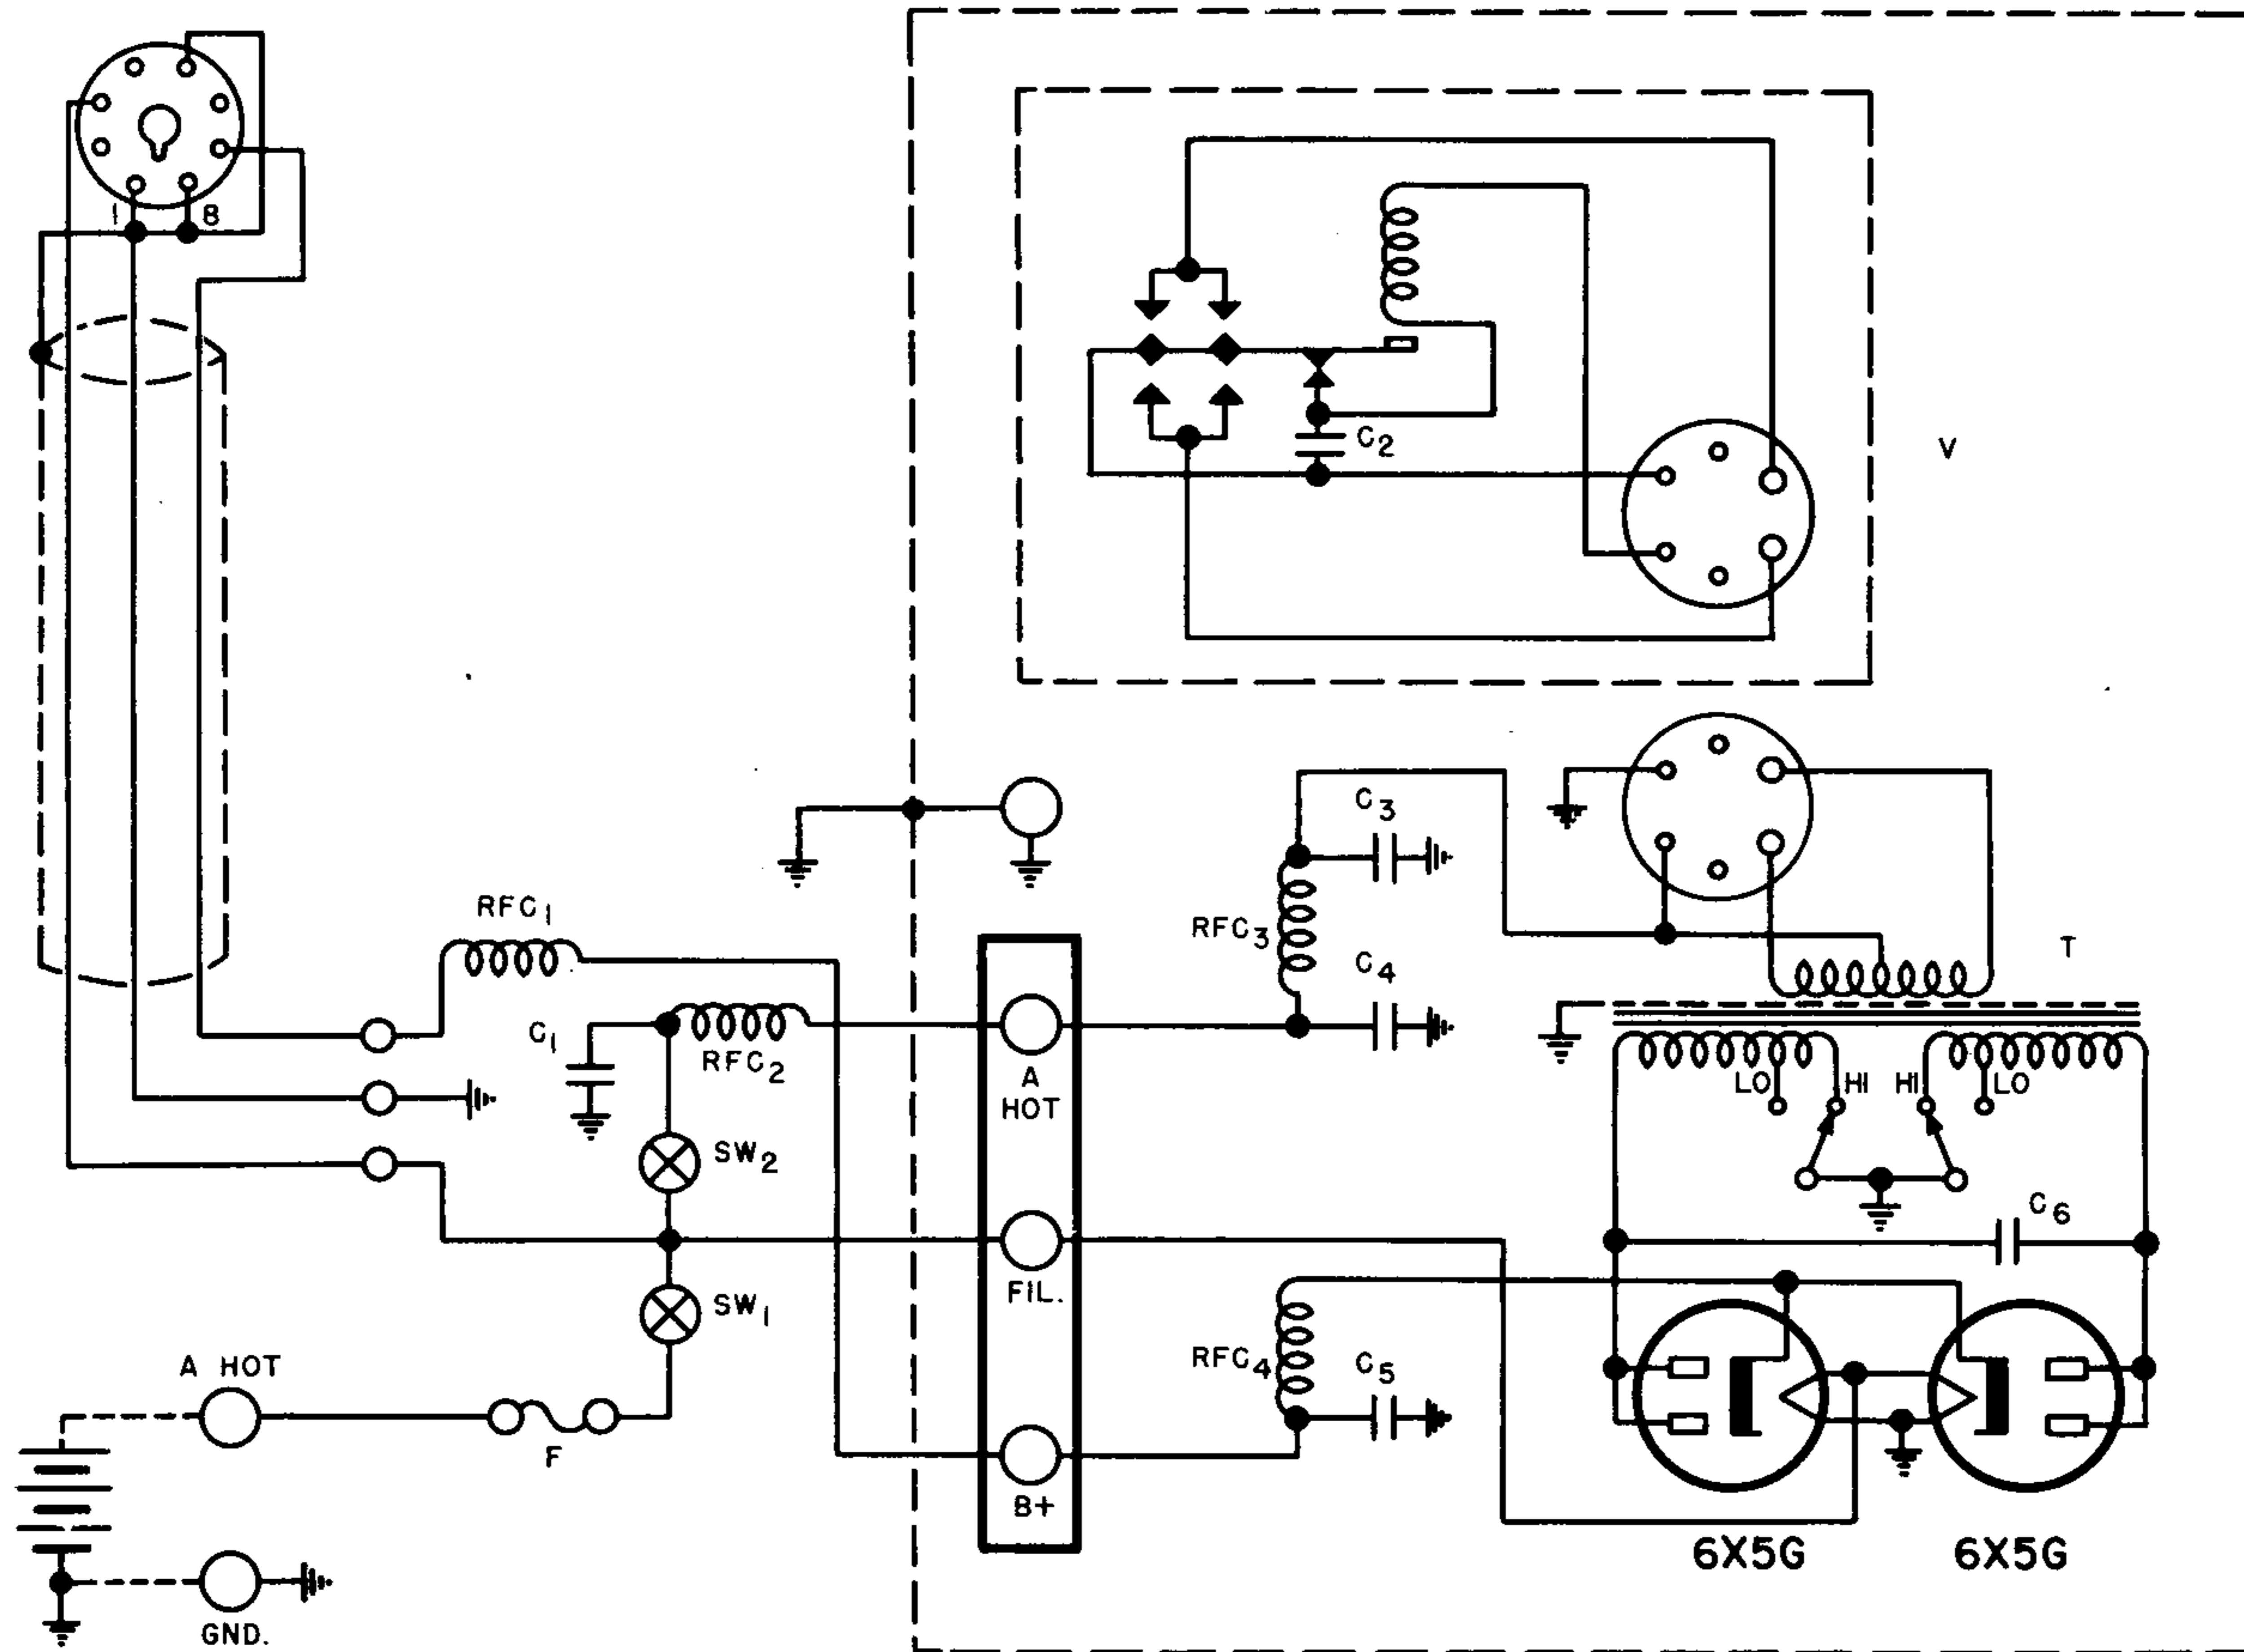 1 8
C2
V
C3
RFC1
RFC3
C4
T
C1
RFC2
A
HOT
LO HI HI LO
SW2
C6
FIL.
SW1
RFC4
C5
A HOT
F
B+
6X5G 6X5G
GND.